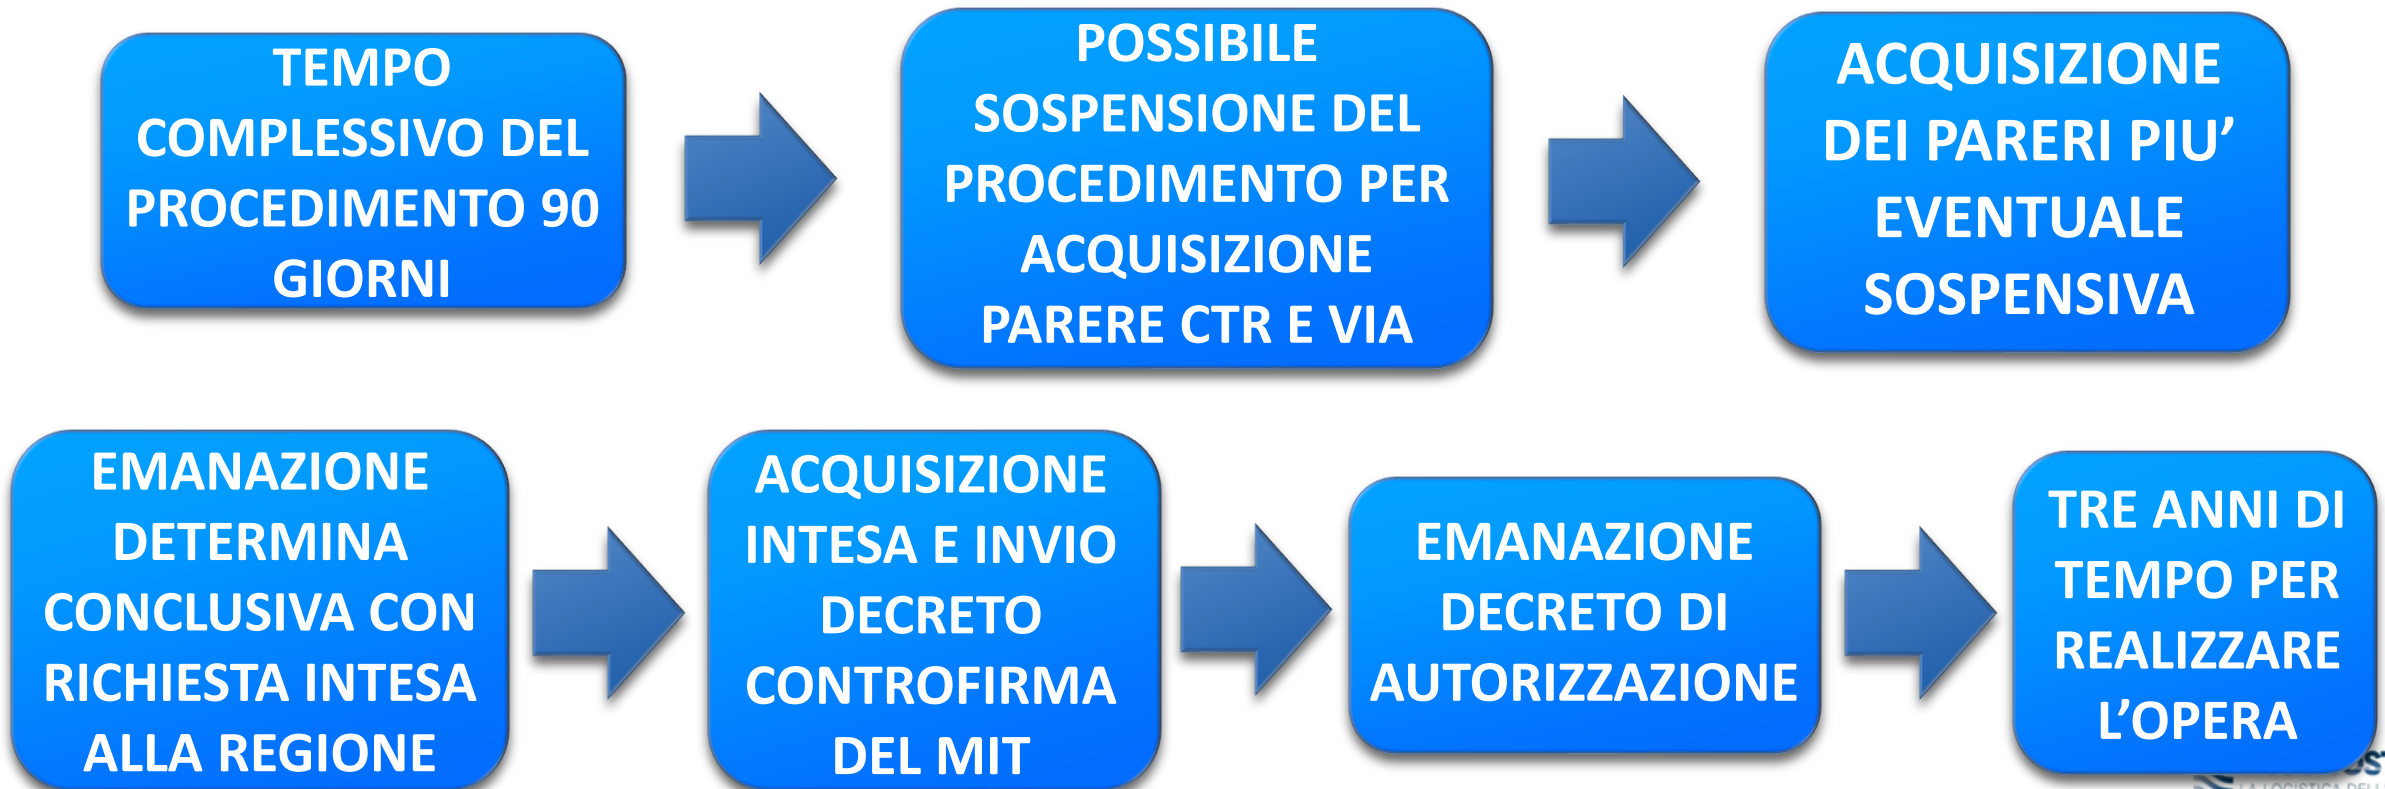 TEMPO
COMPLESSIVO DEL
PROCEDIMENTO 90
GIORNI
POSSIBILE
SOSPENSIONE DEL
PROCEDIMENTO PER
ACQUISIZIONE
PARERE CTR E VIA
ACQUISIZIONE
DEI PARERI PIU’
EVENTUALE
SOSPENSIVA
EMANAZIONE
DETERMINA
CONCLUSIVA CON
RICHIESTA INTESA
ALLA REGIONE
ACQUISIZIONE
INTESA E INVIO
DECRETO
CONTROFIRMA
DEL MIT
EMANAZIONE
DECRETO DI
AUTORIZZAZIONE
TRE ANNI DI
TEMPO PER
REALIZZARE
L’OPERA
LA LOGISTICA